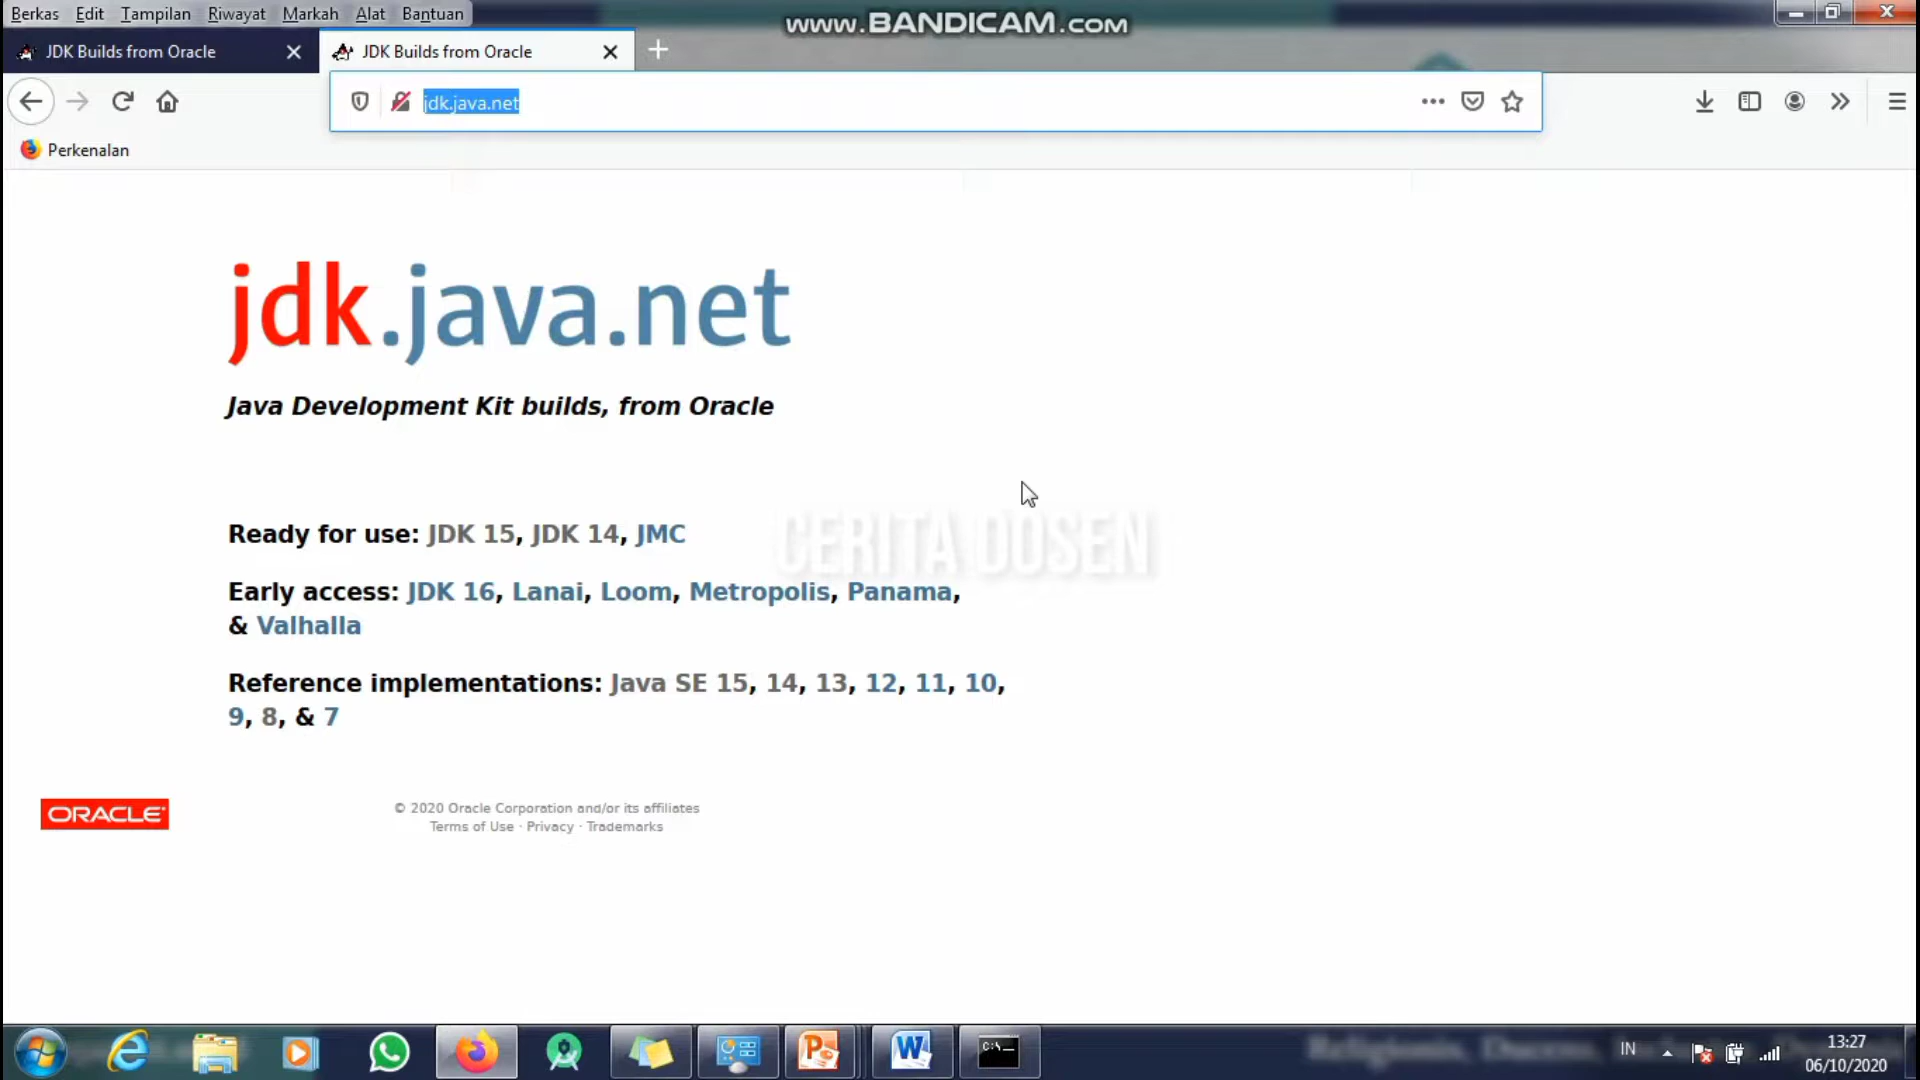 Berkas Edit Tampilan Riwayat Markah Alat Bantuan
www.BANDICAM.com
JDK Builds from Oracle
JDK Builds from Oracle
jdk.java.net
Perkenalan
jdk.java.net
Java Development Kit builds, from Oracle
CERITA DOSEN
Ready for use: JDK 15, JDK 14, JMC
Early access: JDK 16, Lanai, Loom, Metropolis, Panama,
& Valhalla
Reference implementations: Java SE 15, 14, 13, 12, 11, 10,
9, 8, & 7
ORACLE
© 2020 Oracle Corporation and/or its affiliates
Terms of Use · Privacy · Trademarks
C:\
IN
13:27
06/10/2020